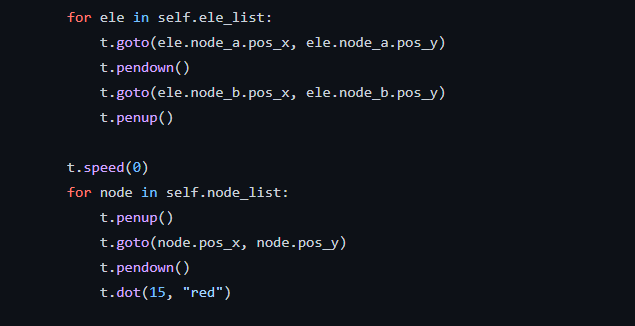 for ele in self.ele_list:
    t.goto(ele.node_a.pos_x, ele.node_a.pos_y)
    t.pendown()
    t.goto(ele.node_b.pos_x, ele.node_b.pos_y)
    t.penup()

t.speed(0)
for node in self.node_list:
    t.penup()
    t.goto(node.pos_x, node.pos_y)
    t.pendown()
    t.dot(15, "red")